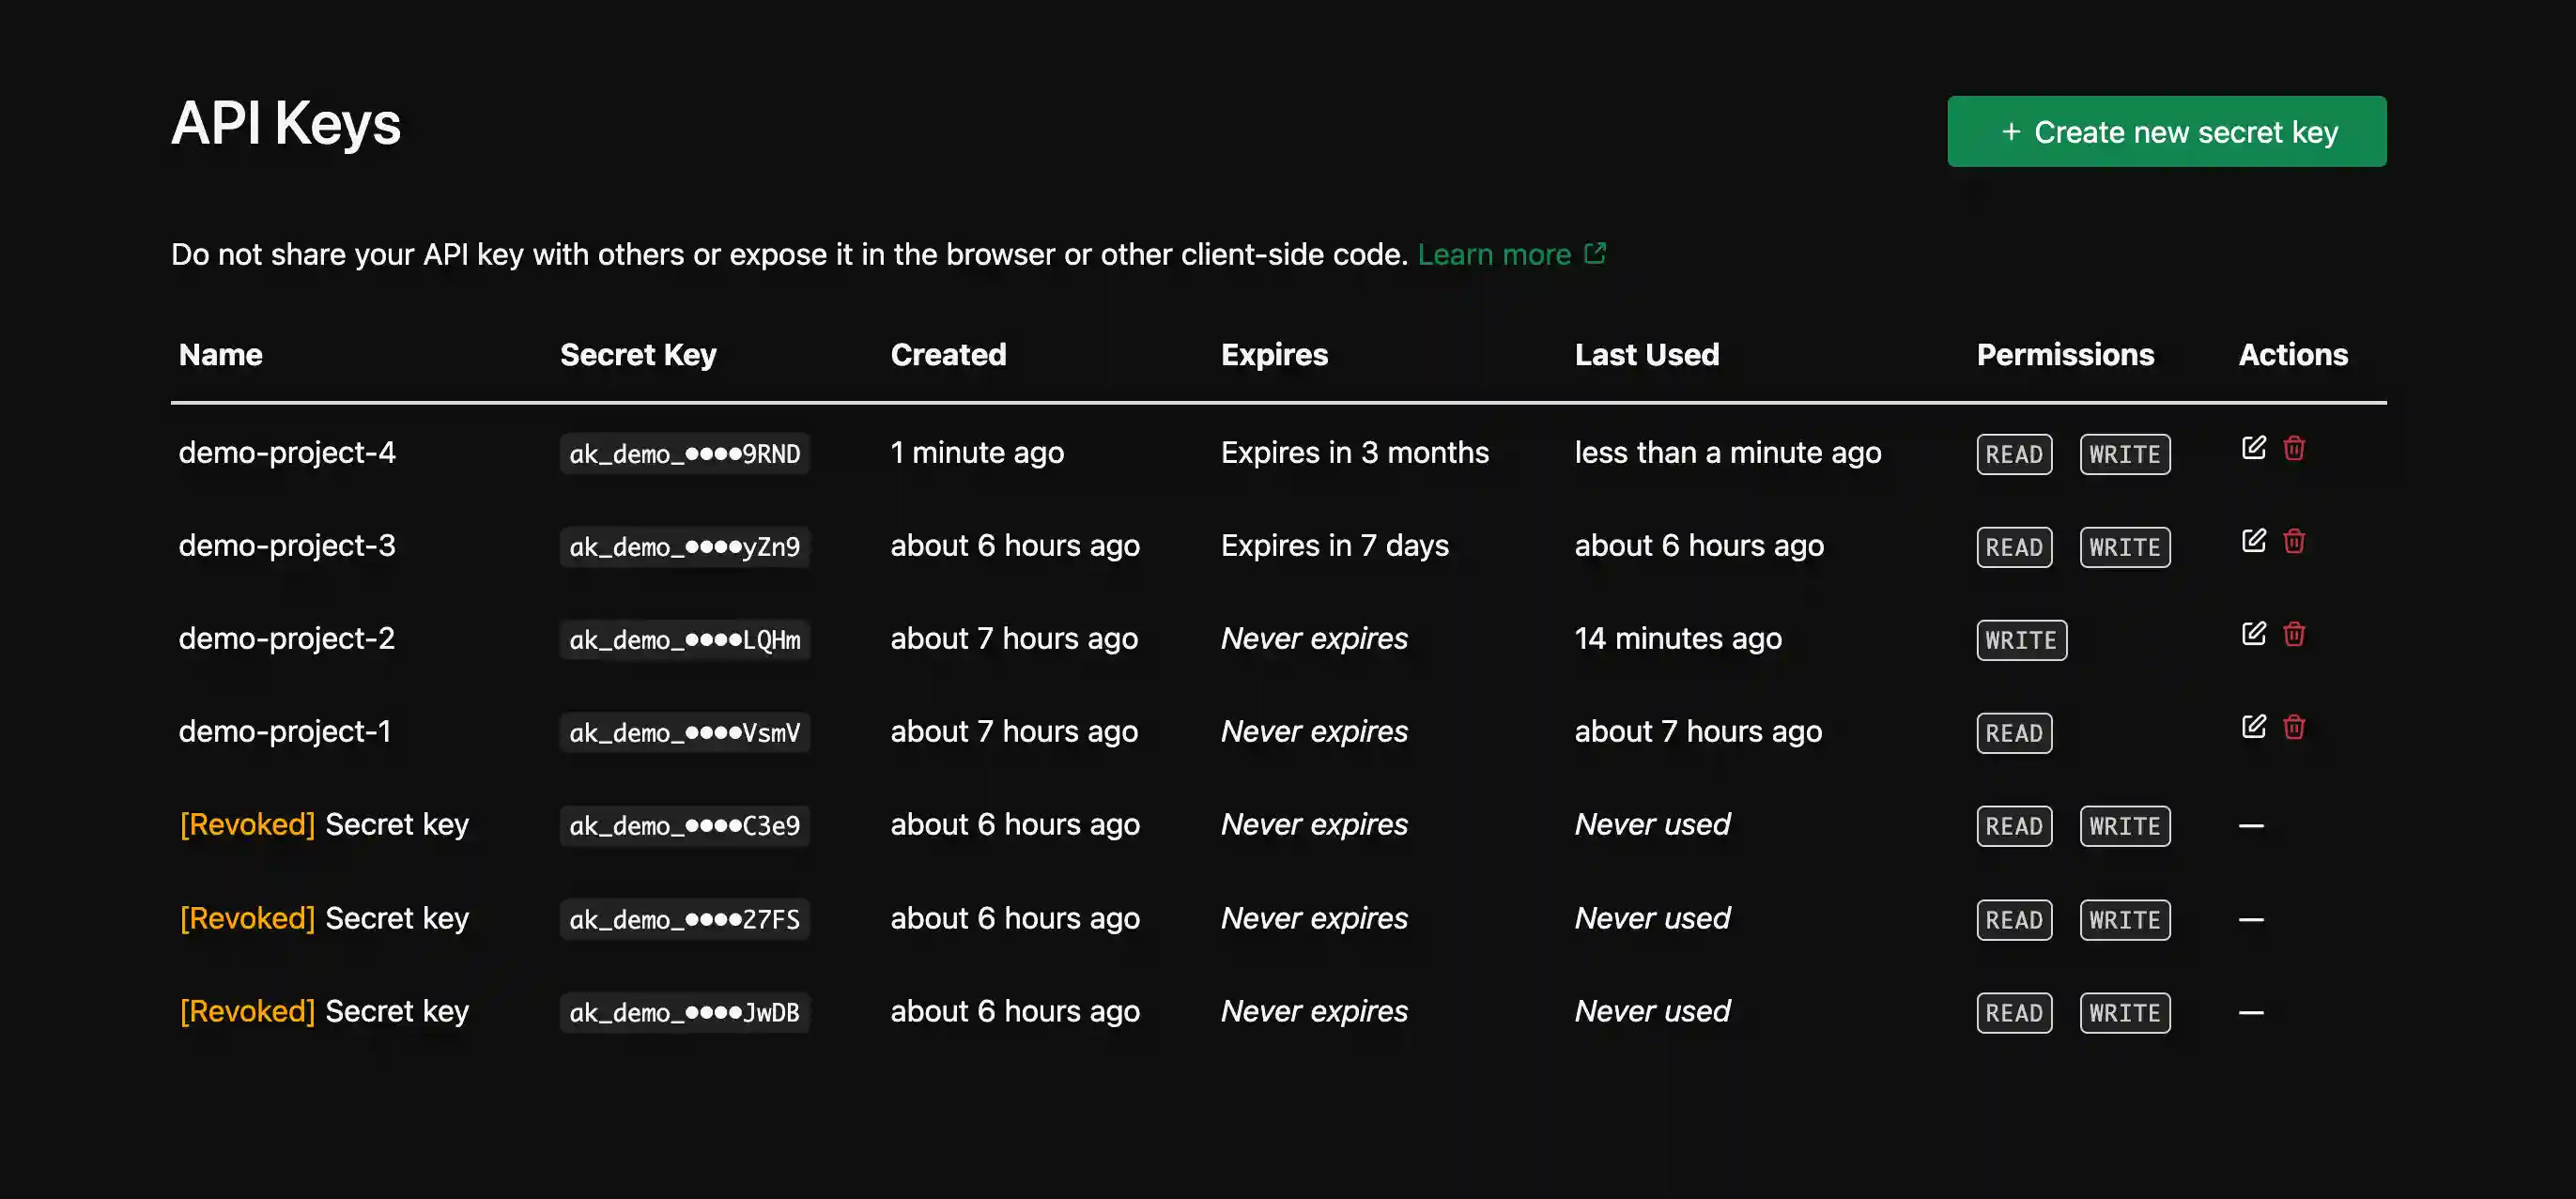 API Keys
+ Create new secret key
Do not share your API key with others or expose it in the browser or other client-side code. Learn more
Name Secret Key Created Expires Last Used Permissions Actions
demo-project-4 ak_demo_●●●●9RND 1 minute ago Expires in 3 months less than a minute ago READ WRITE
demo-project-3 ak_demo_●●●●yZn9 about 6 hours ago Expires in 7 days about 6 hours ago READ WRITE
demo-project-2 ak_demo_●●●●LQHm about 7 hours ago Never expires 14 minutes ago WRITE
demo-project-1 ak_demo_●●●●VsmV about 7 hours ago Never expires about 7 hours ago READ
[Revoked] Secret key ak_demo_●●●●C3e9 about 6 hours ago Never expires Never used READ WRITE —
[Revoked] Secret key ak_demo_●●●●27FS about 6 hours ago Never expires Never used READ WRITE —
[Revoked] Secret key ak_demo_●●●●JwDB about 6 hours ago Never expires Never used READ WRITE —